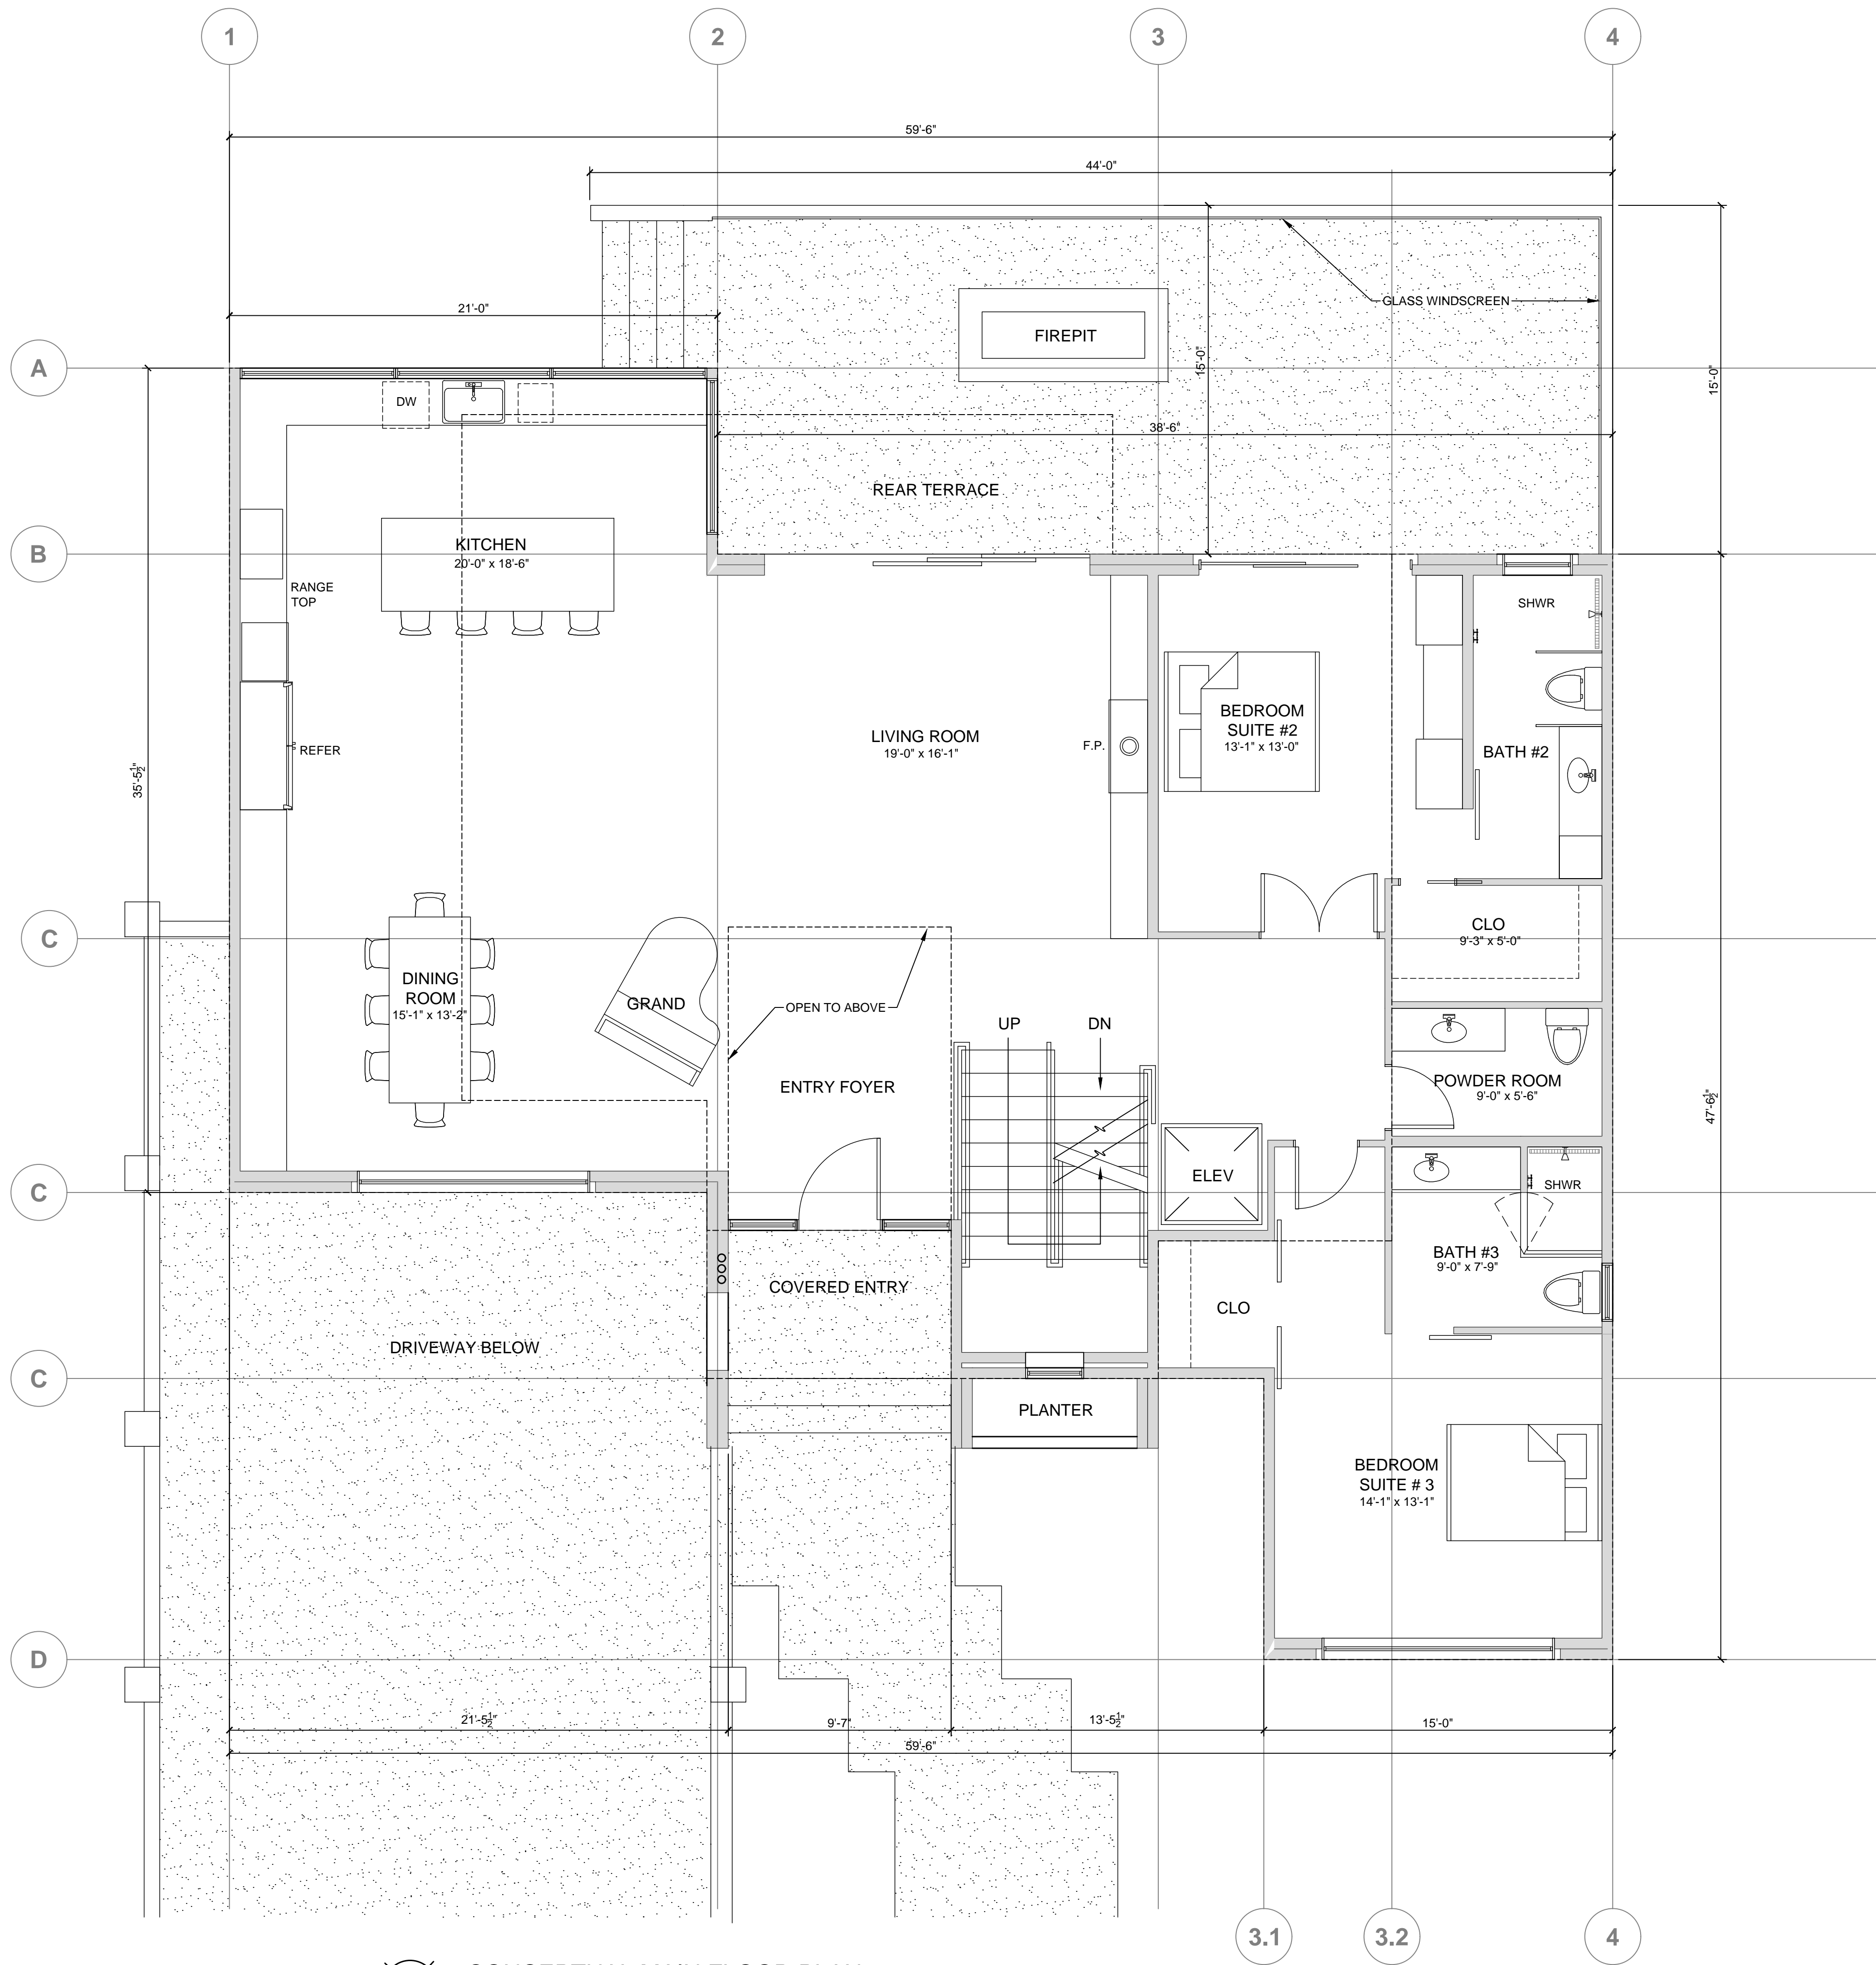 1
2
3
4
59'-6"
44'-0"
GLASS WINDSCREEN
21'-0"
FIREPIT
A
15'-0"
15'-0"
DW
38'-6"
REAR TERRACE
B
KITCHEN
20'-0" x 18'-6"
RANGE
TOP
SHWR
BEDROOM
SUITE #2
13'-1" x 13'-0"
LIVING ROOM
19'-0" x 16'-1"
F.P.
REFER
BATH #2
35'-5½"
C
CLO
9'-3" x 5'-0"
DINING
ROOM
15'-1" x 13'-2"
GRAND
OPEN TO ABOVE
UP
DN
ENTRY FOYER
POWDER ROOM
9'-0" x 5'-6"
47'-6½"
ELEV
SHWR
C
BATH #3
9'-0" x 7'-9"
COVERED ENTRY
CLO
DRIVEWAY BELOW
C
PLANTER
BEDROOM
SUITE # 3
14'-1" x 13'-1"
D
21'-5½"
9'-7"
13'-5½"
15'-0"
59'-6"
3.1
3.2
4